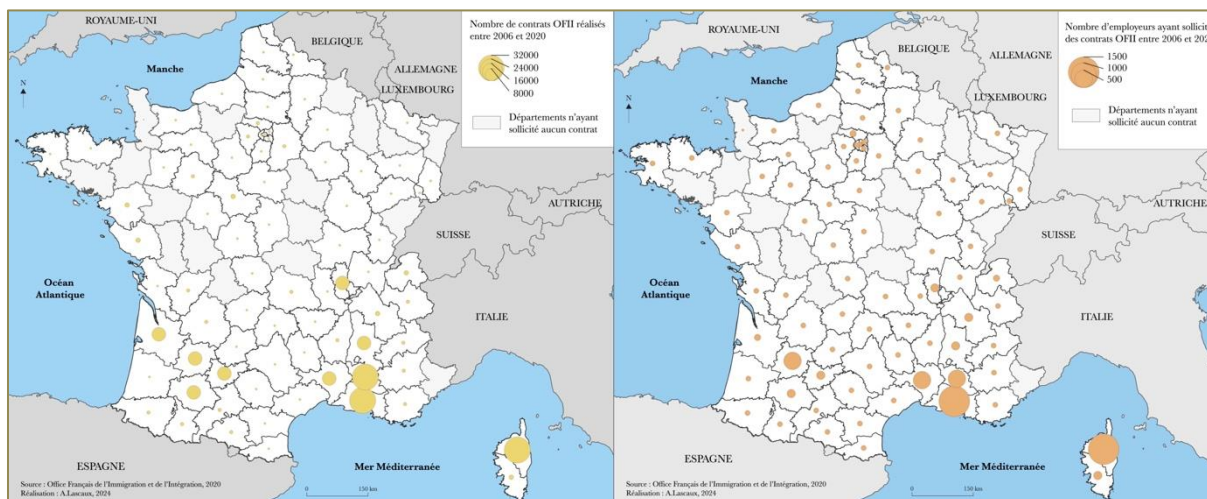 ROYAUME-UNI
BELGIQUE
Manche
ALLEMAGNE
LUXEMBOURG
N
Nombre de contrats OFII réalisés
entre 2006 et 2020
32000
24000
16000
8000
Départements n'ayant
sollicité aucun contrat
AUTRICHE
SUISSE
Océan
Atlantique
ITALIE
ESPAGNE
Mer Méditerranée
Source : Office Français de l'Immigration et de l'Intégration, 2020
Réalisation : A.Lascaux, 2024
0 150 km
ROYAUME-UNI
BELGIQUE
Manche
ALLEMAGNE
LUXEMBOURG
N
Nombre d'employeurs ayant sollicité
des contrats OFII entre 2006 et 202
1500
1000
500
Départements n'ayant
sollicité aucun contrat
AUTRICHE
SUISSE
Océan
Atlantique
ITALIE
ESPAGNE
Mer Méditerranée
Source : Office Français de l'Immigration et de l'Intégration, 2020
Réalisation : A.Lascaux, 2024
0 150 km